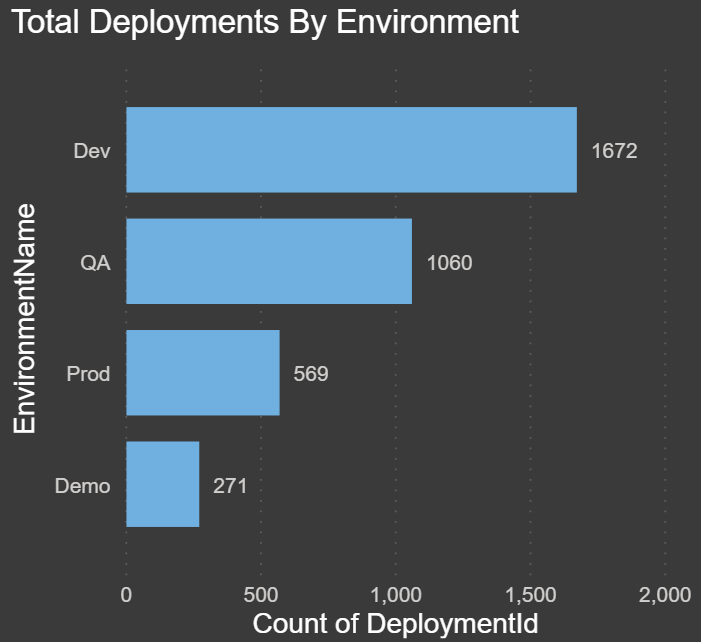 Total Deployments By Environment
EnvironmentName
Dev
1672
QA
1060
Prod
569
Demo
271
0
500
1,000
1,500
2,000
Count of DeploymentId